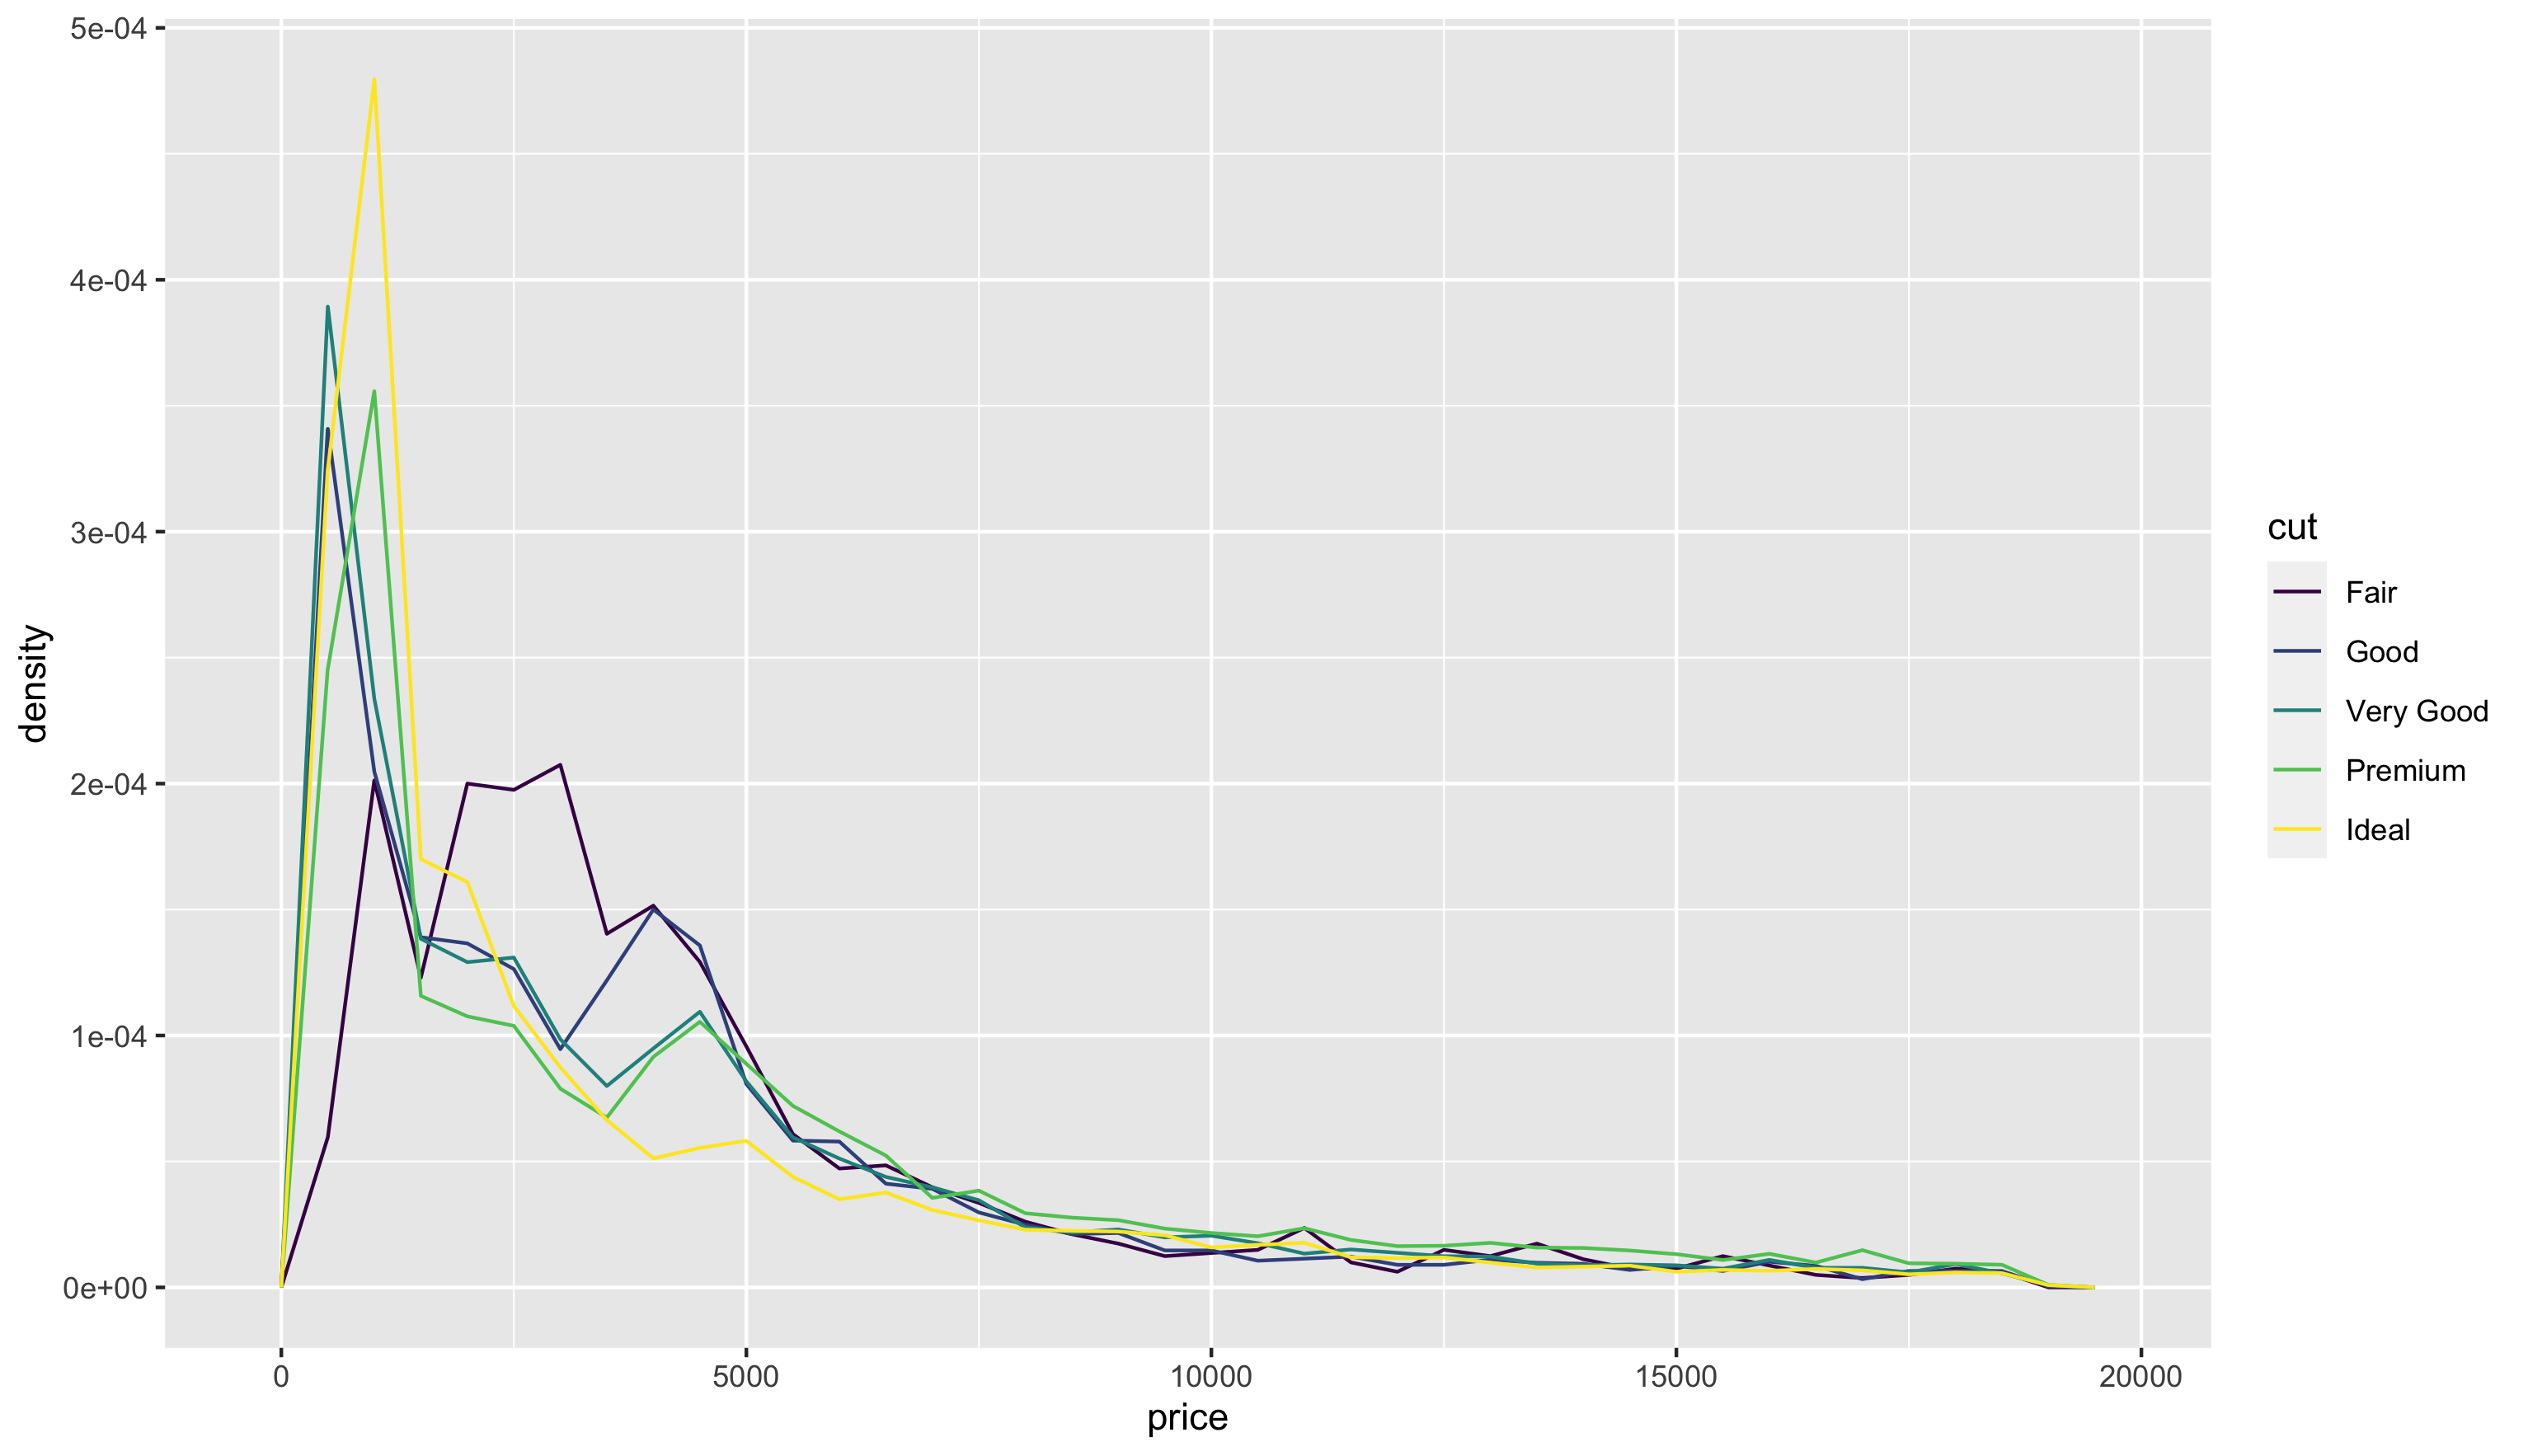 5e-04
4e-04
3e-04
2e-04
1e-04
0e+00
density
0 5000 10000 15000 20000
price
cut
Fair
Good
Very Good
Premium
Ideal